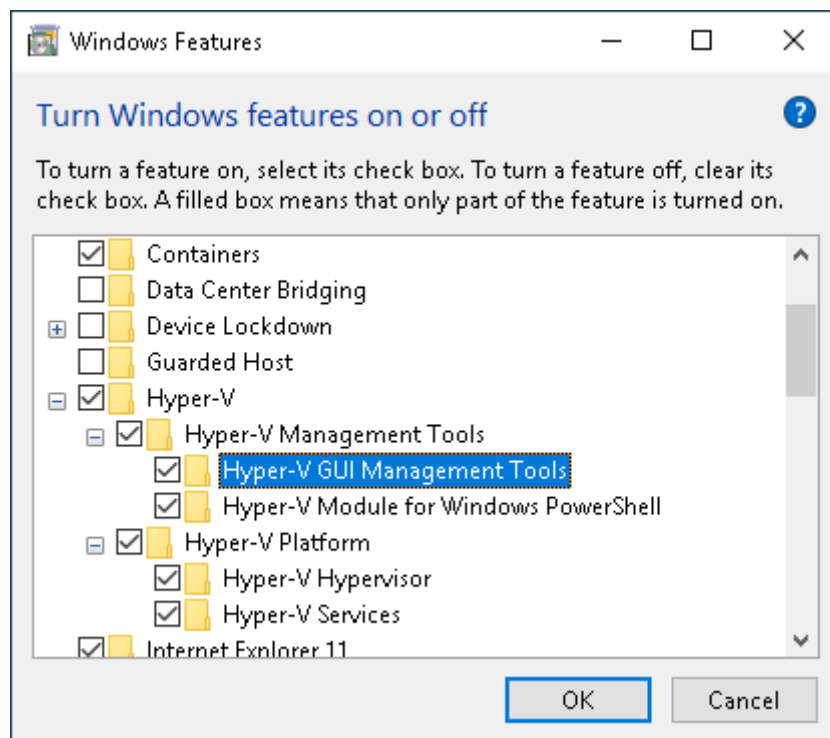 Windows Features
Turn Windows features on or off
To turn a feature on, select its check box. To turn a feature off, clear its
check box. A filled box means that only part of the feature is turned on.
Containers
Data Center Bridging
Device Lockdown
Guarded Host
Hyper-V
Hyper-V Management Tools
Hyper-V GUI Management Tools
Hyper-V Module for Windows PowerShell
Hyper-V Platform
Hyper-V Hypervisor
Hyper-V Services
Internet Explorer 11
OK
Cancel